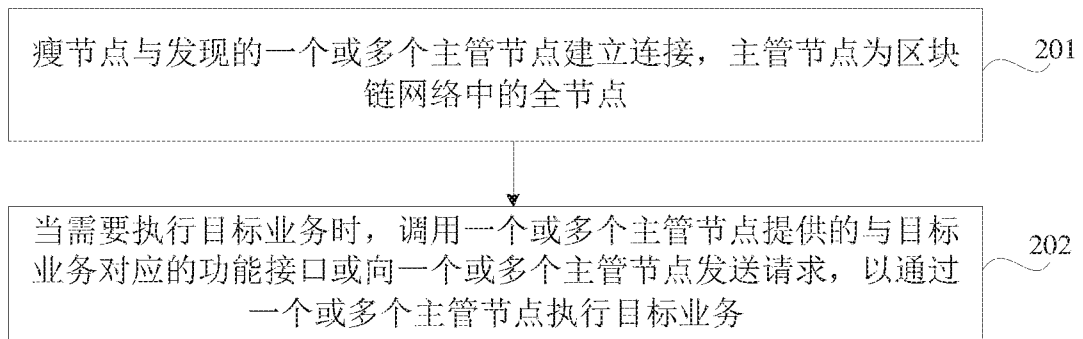 瘦节点与发现的一个或多个主管节点建立连接，主管节点为区块
链网络中的全节点
201
当需要执行目标业务时，调用一个或多个主管节点提供的与目标
业务对应的功能接口或向一个或多个主管节点发送请求，以通过
一个或多个主管节点执行目标业务
202